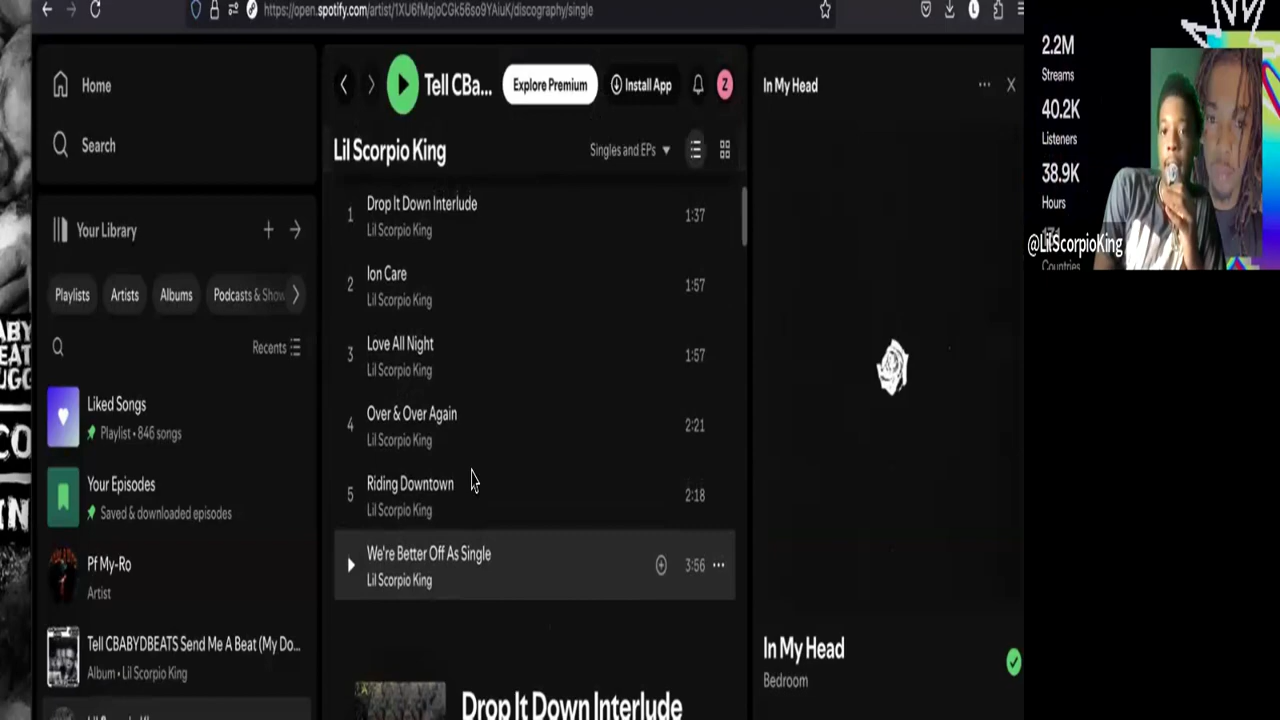 https://open.spotify.com/artist/1XU6fMpjoCGk56so9YAiuK/discography/single
Home
Search
Your Library
Playlists
Artists
Albums
Podcasts & Show
Recents
Liked Songs
Playlist • 846 songs
Your Episodes
Saved & downloaded episodes
Pf My-Ro
Artist
Tell CBABYDBEATS Send Me A Beat (My Do...
Album • Lil Scorpio King
Tell CBa...
Explore Premium
Install App
Z
Lil Scorpio King
Singles and EPs
1
Drop It Down Interlude
Lil Scorpio King
1:37
2
Ion Care
Lil Scorpio King
1:57
3
Love All Night
Lil Scorpio King
1:57
4
Over & Over Again
Lil Scorpio King
2:21
5
Riding Downtown
Lil Scorpio King
2:18
We're Better Off As Single
Lil Scorpio King
3:56
Drop It Down Interlude
In My Head
In My Head
Bedroom
2.2M
Streams
40.2K
Listeners
38.9K
Hours
@LilScorpioKing
Countries